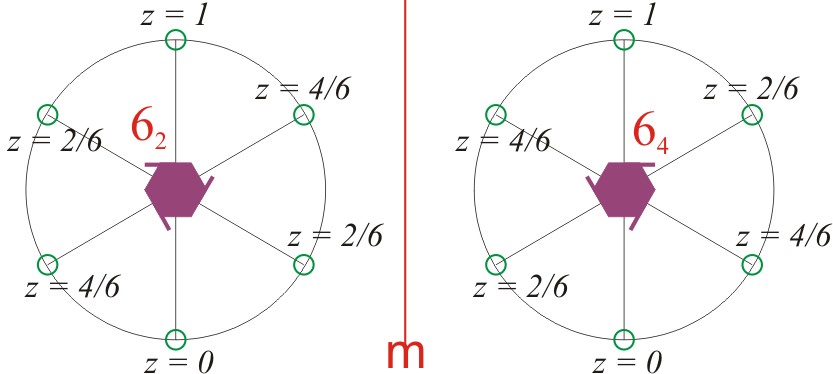 z = 1
z = 4/6
z = 2/6
6₂
z = 2/6
z = 4/6
z = 0
m
z = 1
z = 2/6
z = 4/6
6₄
z = 4/6
z = 2/6
z = 0